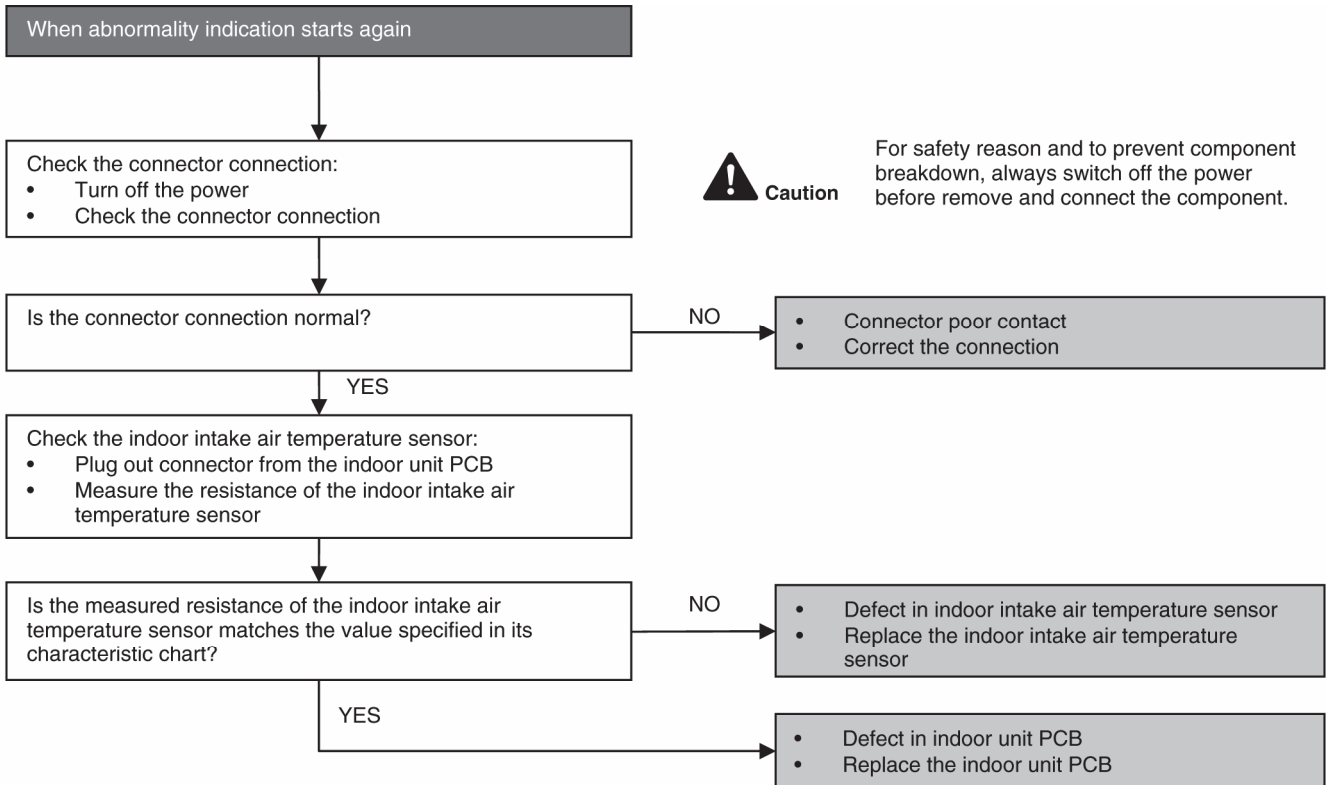 When abnormality indication starts again
Check the connector connection:
• Turn off the power
• Check the connector connection
Caution
For safety reason and to prevent component
breakdown, always switch off the power
before remove and connect the component.
Is the connector connection normal?
NO
• Connector poor contact
• Correct the connection
YES
Check the indoor intake air temperature sensor:
• Plug out connector from the indoor unit PCB
• Measure the resistance of the indoor intake air
temperature sensor
Is the measured resistance of the indoor intake air
temperature sensor matches the value specified in its
characteristic chart?
NO
• Defect in indoor intake air temperature sensor
• Replace the indoor intake air temperature
sensor
YES
• Defect in indoor unit PCB
• Replace the indoor unit PCB